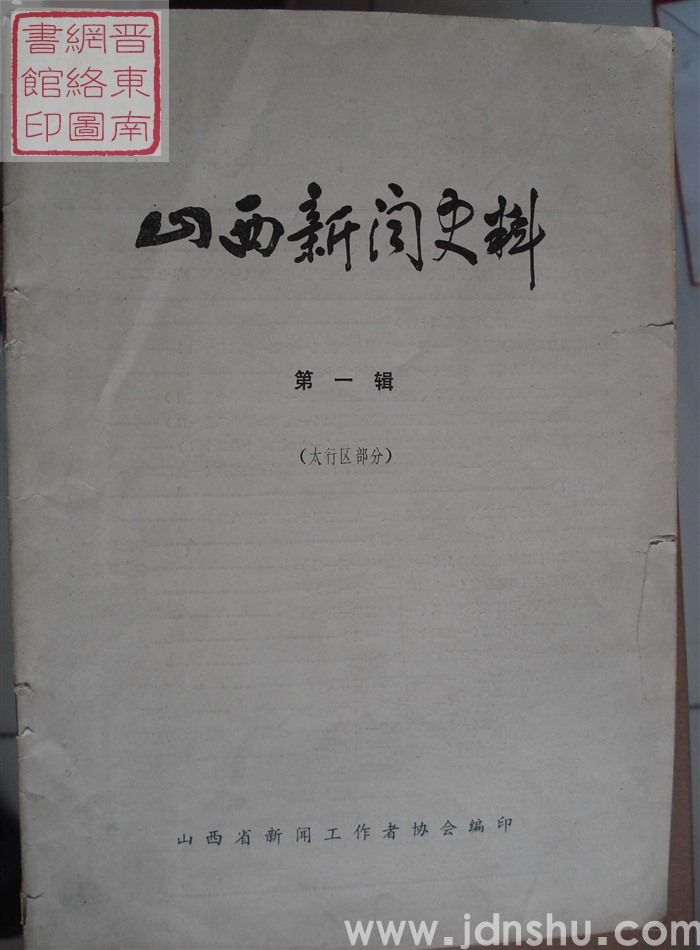 晋東南
網絡圖
書館印
山西新闻史料
第一辑
（太行区部分）
山西省新闻工作者协会编印
www.jdnshu.com